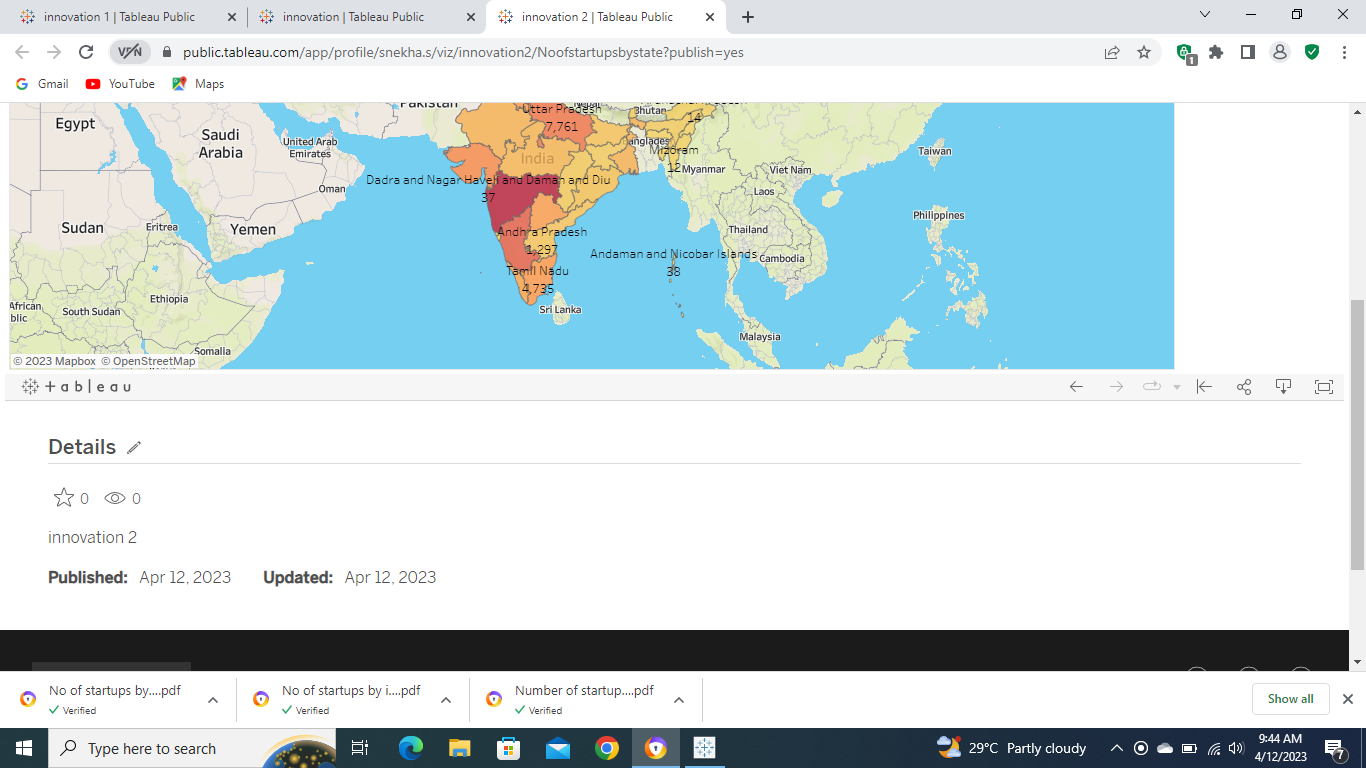 innovation 1 | Tableau Public
innovation | Tableau Public
innovation 2 | Tableau Public
VPN
public.tableau.com/app/profile/snekha.s/viz/innovation2/Noofstartupsbystate?publish=yes
1
Gmail
YouTube
Maps
Pakistan
Nepal
Uttar Pradesh
7,761
Bhutan
14
Egypt
Saudi
Arabia
United Arab
Emirates
Oman
India
Banglades
Mizoram
12
Myanmar
Taiwan
Viet Nam
Laos
Dadra and Nagar Haveli and Daman and Diu
37
Sudan
Eritrea
Yemen
Andhra Pradesh
1,297
Thailand
Philippines
Andaman and Nicobar Islands
38
Cambodia
Tamil Nadu
4,735
Sri Lanka
African
blic
South Sudan
Ethiopia
Malaysia
Somalia
© 2023 Mapbox © OpenStreetMap
+ a b | e a u
Details
0
0
innovation 2
Published: Apr 12, 2023 Updated: Apr 12, 2023
No of startups by....pdf
Verified
No of startups by i....pdf
Verified
Number of startup....pdf
Verified
Show all
Type here to search
29°C Partly cloudy
9:44 AM
4/12/2023
7